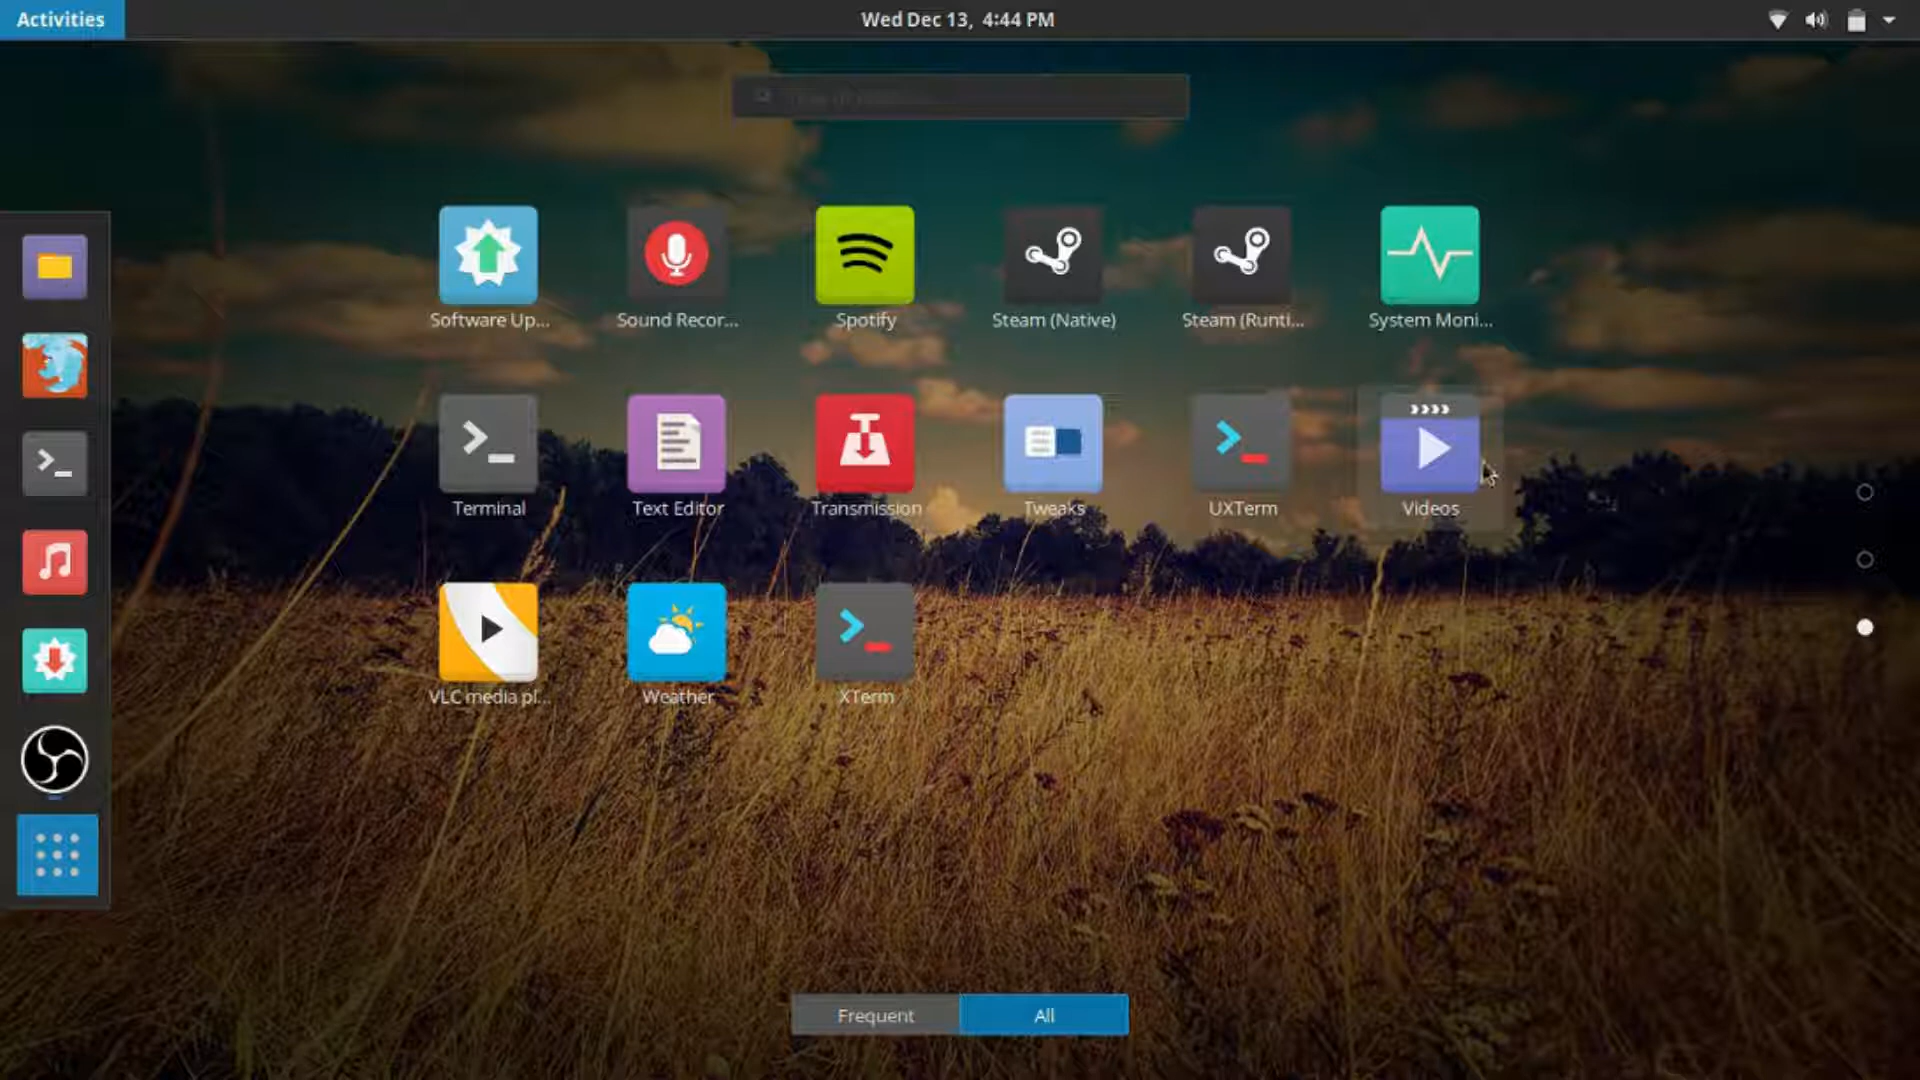 Activities
Wed Dec 13, 4:44 PM
Software Up...
Sound Recor...
Spotify
Steam (Native)
Steam (Runti...
System Moni...
Terminal
Text Editor
Transmission
Tweaks
UXTerm
Videos
VLC media pl...
Weather
XTerm
Frequent
All